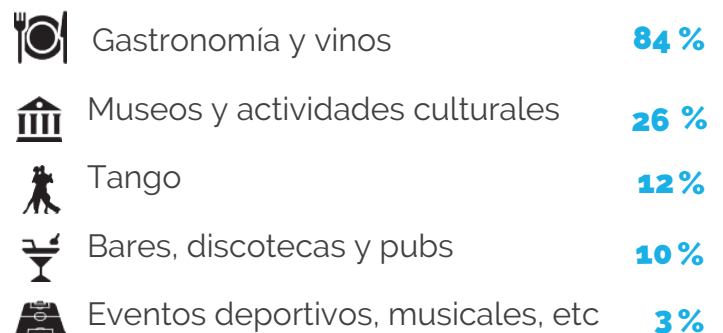 Gastronomía y vinos 84 %
Museos y actividades culturales 26 %
Tango 12 %
Bares, discotecas y pubs 10 %
Eventos deportivos, musicales, etc 3 %